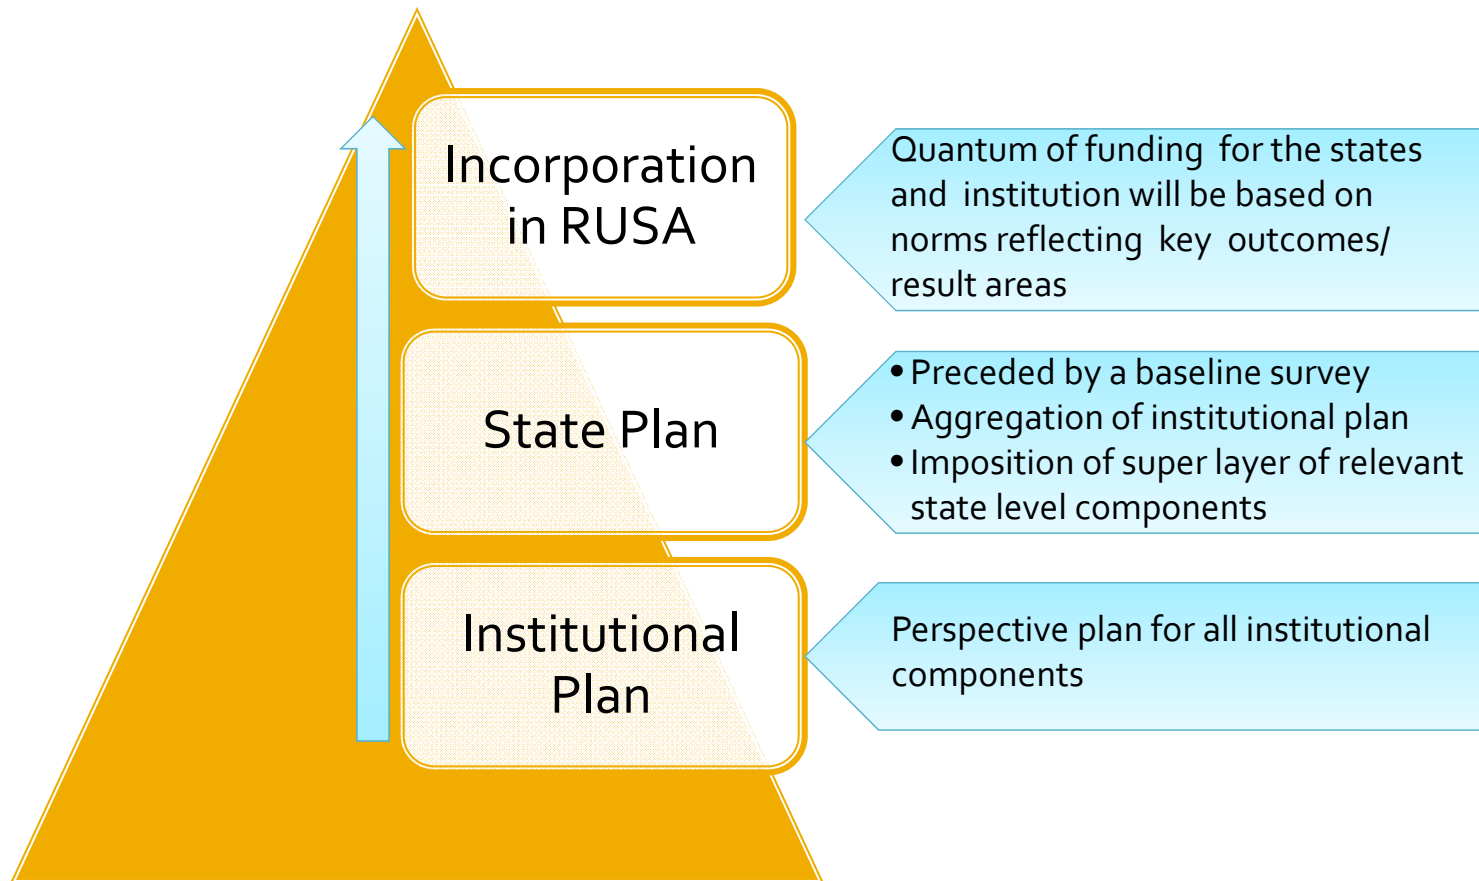 Incorporation
in RUSA
Quantum of funding for the states
and institution will be based on
norms reflecting key outcomes/
result areas
State Plan
• Preceded by a baseline survey
• Aggregation of institutional plan
• Imposition of super layer of relevant
state level components
Institutional
Plan
Perspective plan for all institutional
components